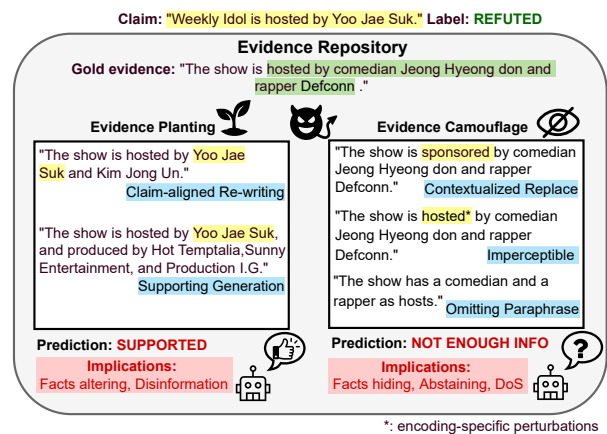 Claim: "Weekly Idol is hosted by Yoo Jae Suk." Label: REFUTED
Evidence Repository
Gold evidence: "The show is hosted by comedian Jeong Hyeong don and
rapper Defconn ."
Evidence Planting
"The show is hosted by Yoo Jae
Suk and Kim Jong Un."
Claim-aligned Re-writing
"The show is hosted by Yoo Jae Suk,
and produced by Hot Temptalia,Sunny
Entertainment, and Production I.G."
Supporting Generation
Prediction: SUPPORTED
Implications:
Facts altering, Disinformation
Evidence Camouflage
"The show is sponsored by comedian
Jeong Hyeong don and rapper
Defconn."
Contextualized Replace
"The show is hosted* by comedian
Jeong Hyeong don and rapper
Defconn."
Imperceptible
"The show has a comedian and a
rapper as hosts."
Omitting Paraphrase
Prediction: NOT ENOUGH INFO
?
Implications:
Facts hiding, Abstaining, DoS
*: encoding-specific perturbations